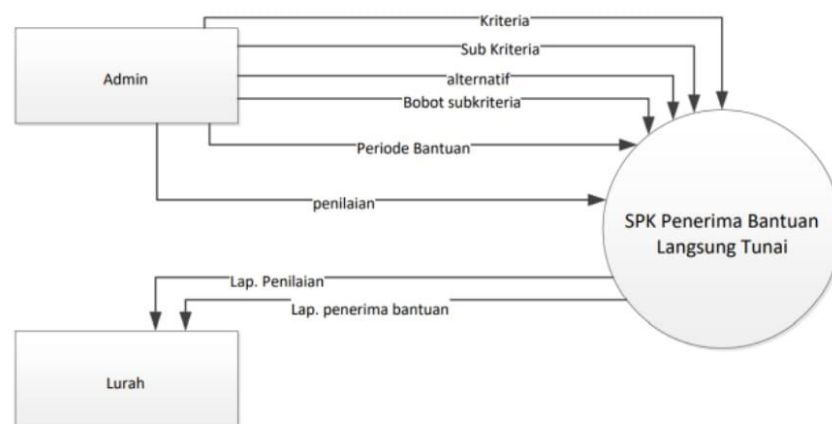 Kriteria
Sub Kriteria
Admin
alternatif
Bobot subkriteria
Periode Bantuan
penilaian
SPK Penerima Bantuan
Langsung Tunai
Lap. Penilaian
Lap. penerima bantuan
Lurah